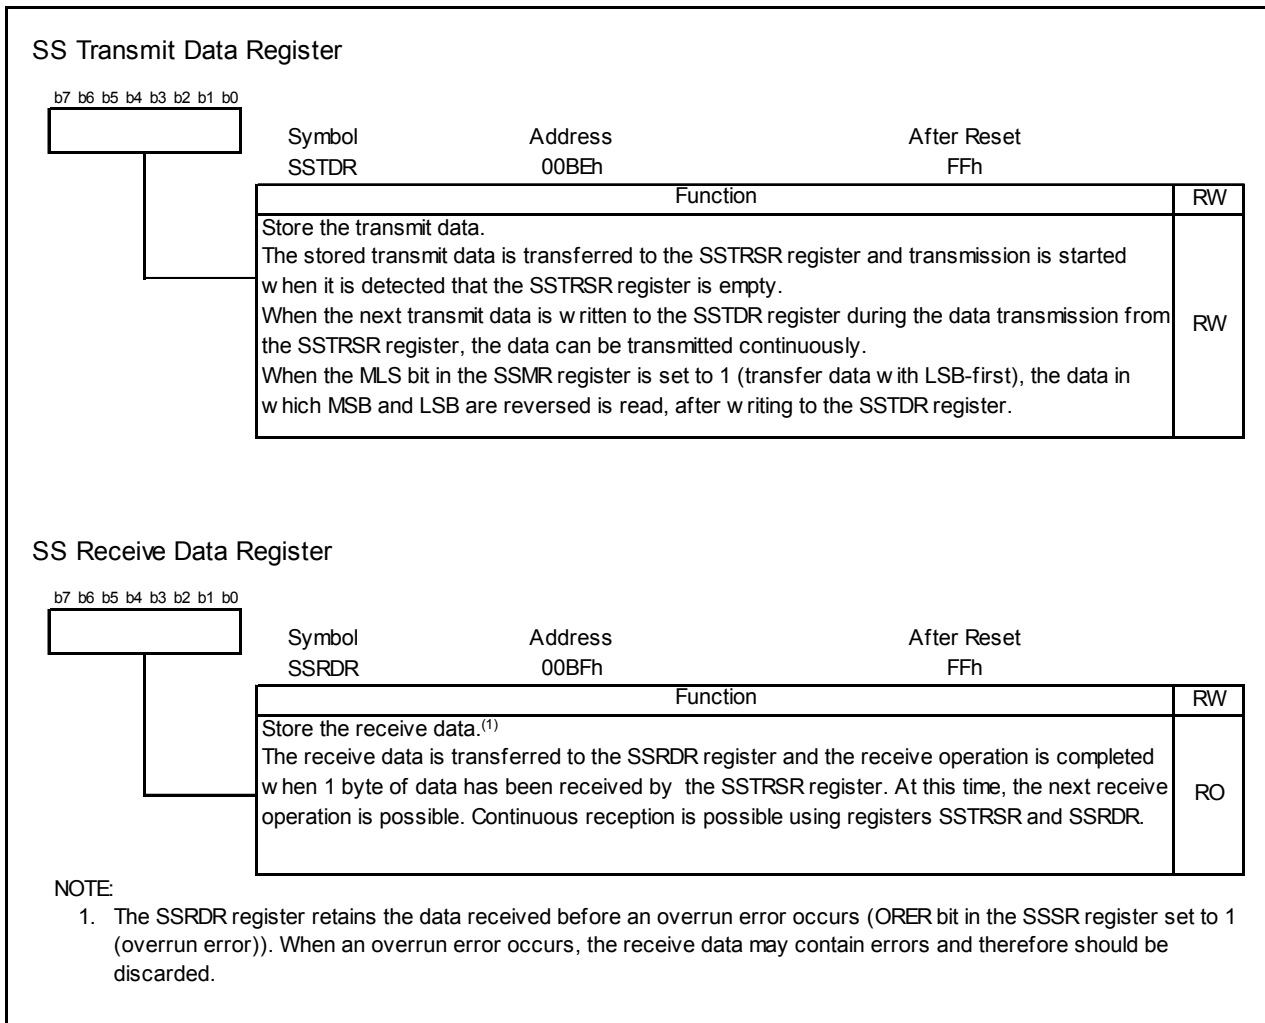 SS Transmit Data Register
b7 b6 b5 b4 b3 b2 b1 b0
Symbol Address After Reset
SSTDR 00BEh FFh
Function RW
Store the transmit data.
The stored transmit data is transferred to the SSTRSR register and transmission is started
when it is detected that the SSTRSR register is empty.
When the next transmit data is written to the SSTDR register during the data transmission from
the SSTRSR register, the data can be transmitted continuously.
When the MLS bit in the SSMR register is set to 1 (transfer data with LSB-first), the data in
which MSB and LSB are reversed is read, after writing to the SSTDR register.
RW
SS Receive Data Register
b7 b6 b5 b4 b3 b2 b1 b0
Symbol Address After Reset
SSRDR 00BFh FFh
Function RW
Store the receive data.(1)
The receive data is transferred to the SSRDR register and the receive operation is completed
when 1 byte of data has been received by the SSTRSR register. At this time, the next receive
operation is possible. Continuous reception is possible using registers SSTRSR and SSRDR.
RO
NOTE:
1. The SSRDR register retains the data received before an overrun error occurs (ORER bit in the SSSR register set to 1
(overrun error)). When an overrun error occurs, the receive data may contain errors and therefore should be
discarded.